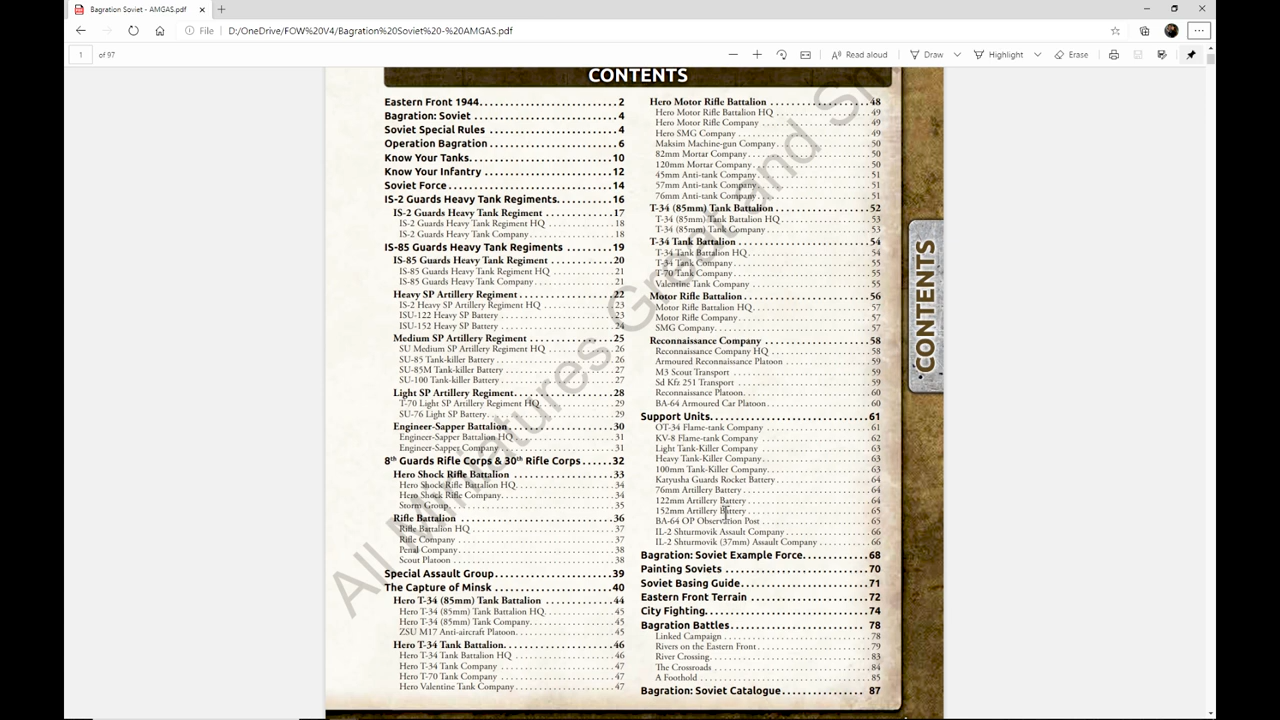 Bagration Soviet - AMGAS.pdf
File
D:/OneDrive/FOW%20V4/Bagration%20Soviet%20-%20AMGAS.pdf
1 of 97
Read aloud
Draw
Highlight
Erase
CONTENTS
Eastern Front 1944 2
Bagration: Soviet 4
Soviet Special Rules 4
Operation Bagration 6
Know Your Tanks 10
Know Your Infantry 12
Soviet Force 14
IS-2 Guards Heavy Tank Regiments 16
IS-2 Guards Heavy Tank Regiment 17
IS-2 Guards Heavy Tank Regiment HQ 18
IS-2 Guards Heavy Tank Company 18
IS-85 Guards Heavy Tank Regiments 19
IS-85 Guards Heavy Tank Regiment 20
IS-85 Guards Heavy Tank Regiment HQ 21
IS-85 Guards Heavy Tank Company 21
Heavy SP Artillery Regiment 22
IS-2 Heavy SP Artillery Regiment HQ 23
ISU-122 Heavy SP Battery 23
ISU-152 Heavy SP Battery 24
Medium SP Artillery Regiment 25
SU Medium SP Artillery Regiment HQ 26
SU-85 Tank-killer Battery 26
SU-85M Tank-killer Battery 27
SU-100 Tank-killer Battery 27
Light SP Artillery Regiment 28
T-70 Light SP Artillery Regiment HQ 29
SU-76 Light SP Battery 29
Engineer-Sapper Battalion 30
Engineer-Sapper Battalion HQ 31
Engineer-Sapper Company 31
8th Guards Rifle Corps & 30th Rifle Corps 32
Hero Shock Rifle Battalion 33
Hero Shock Rifle Battalion HQ 34
Hero Shock Rifle Company 34
Storm Group 35
Rifle Battalion 36
Rifle Battalion HQ 37
Rifle Company 37
Penal Company 38
Scout Platoon 38
Special Assault Group 39
The Capture of Minsk 40
Hero T-34 (85mm) Tank Battalion 44
Hero T-34 (85mm) Tank Battalion HQ 45
Hero T-34 (85mm) Tank Company 45
ZSU M17 Anti-aircraft Platoon 45
Hero T-34 Tank Battalion 46
Hero T-34 Tank Battalion HQ 46
Hero T-34 Tank Company 47
Hero T-70 Tank Company 47
Hero Valentine Tank Company 47
Hero Motor Rifle Battalion 48
Hero Motor Rifle Battalion HQ 49
Hero Motor Rifle Company 49
Hero SMG Company 49
Maksim Machine-gun Company 50
82mm Mortar Company 50
120mm Mortar Company 50
45mm Anti-tank Company 51
57mm Anti-tank Company 51
76mm Anti-tank Company 51
T-34 (85mm) Tank Battalion 52
T-34 (85mm) Tank Battalion HQ 53
T-34 (85mm) Tank Company 53
T-34 Tank Battalion 54
T-34 Tank Battalion HQ 54
T-34 Tank Company 55
T-70 Tank Company 55
Valentine Tank Company 55
Motor Rifle Battalion 56
Motor Rifle Battalion HQ 57
Motor Rifle Company 57
SMG Company 57
Reconnaissance Company 58
Reconnaissance Company HQ 58
Armoured Reconnaissance Platoon 59
M3 Scout Transport 59
Sd Kfz 251 Transport 59
Reconnaissance Platoon 60
BA-64 Armoured Car Platoon 60
Support Units 61
OT-34 Flame-tank Company 61
KV-8 Flame-tank Company 62
Light Tank-Killer Company 63
Heavy Tank-Killer Company 63
100mm Tank-Killer Company 63
Katyusha Guards Rocket Battery 64
76mm Artillery Battery 64
122mm Artillery Battery 64
152mm Artillery Battery 65
BA-64 OP Observation Post 65
IL-2 Shturmovik Assault Company 66
IL-2 Shturmovik (37mm) Assault Company 66
Bagration: Soviet Example Force 68
Painting Soviets 70
Soviet Basing Guide 71
Eastern Front Terrain 72
City Fighting 74
Bagration Battles 78
Linked Campaign 78
Rivers on the Eastern Front 79
River Crossing 83
The Crossroads 84
A Foothold 85
Bagration: Soviet Catalogue 87
CONTENTS
All Miniatures Great and